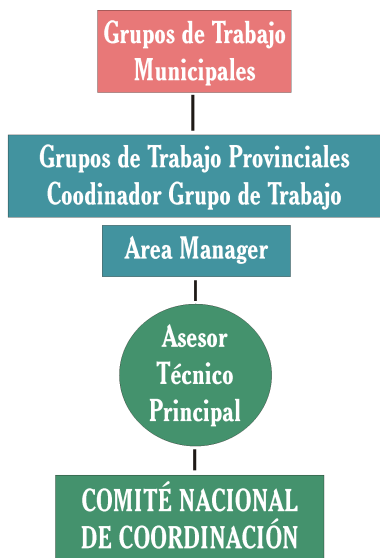 Grupos de Trabajo
Municipales
Grupos de Trabajo Provinciales
Coodinador Grupo de Trabajo
Area Manager
Asesor
Técnico
Principal
COMITÉ NACIONAL
DE COORDINACIÓN